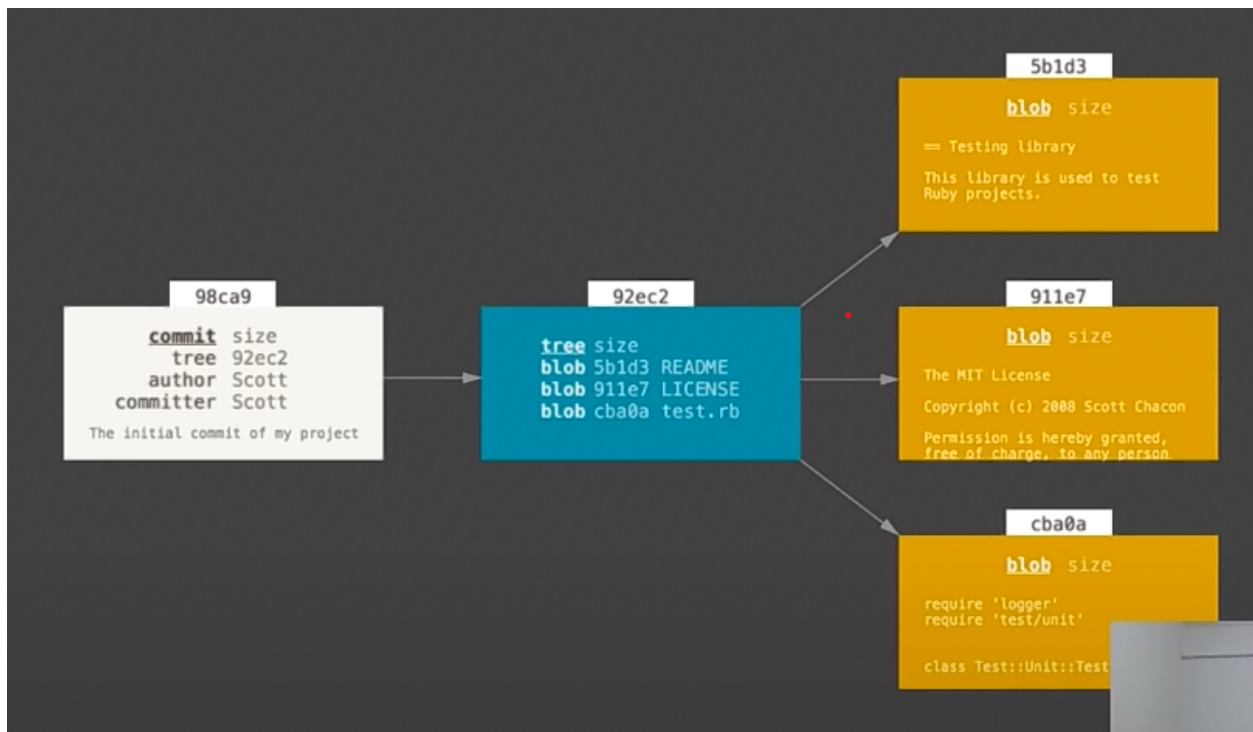 98ca9
commit size
tree 92ec2
author Scott
committer Scott
The initial commit of my project
92ec2
tree size
blob 5b1d3 README
blob 911e7 LICENSE
blob cba0a test.rb
5b1d3
blob size
== Testing library
This library is used to test
Ruby projects.
911e7
blob size
The MIT License
Copyright (c) 2008 Scott Chacon
Permission is hereby granted,
free of charge, to any person
cba0a
blob size
require 'logger'
require 'test/unit'
class Test::Unit::Test